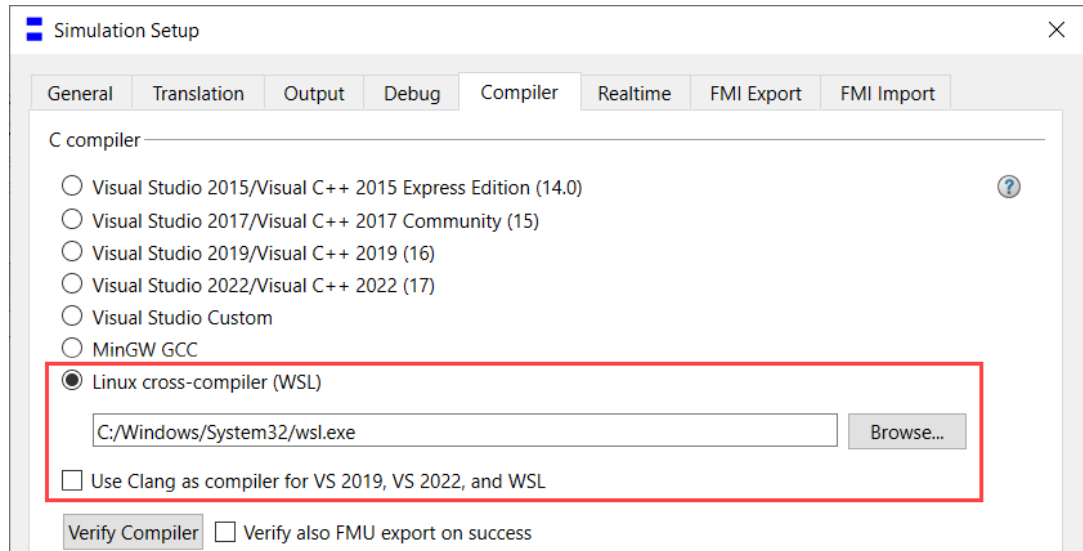 Simulation Setup
General Translation Output Debug Compiler Realtime FMI Export FMI Import
C compiler
Visual Studio 2015/Visual C++ 2015 Express Edition (14.0)
Visual Studio 2017/Visual C++ 2017 Community (15)
Visual Studio 2019/Visual C++ 2019 (16)
Visual Studio 2022/Visual C++ 2022 (17)
Visual Studio Custom
MinGW GCC
Linux cross-compiler (WSL)
C:/Windows/System32/wsl.exe Browse...
Use Clang as compiler for VS 2019, VS 2022, and WSL
Verify Compiler Verify also FMU export on success